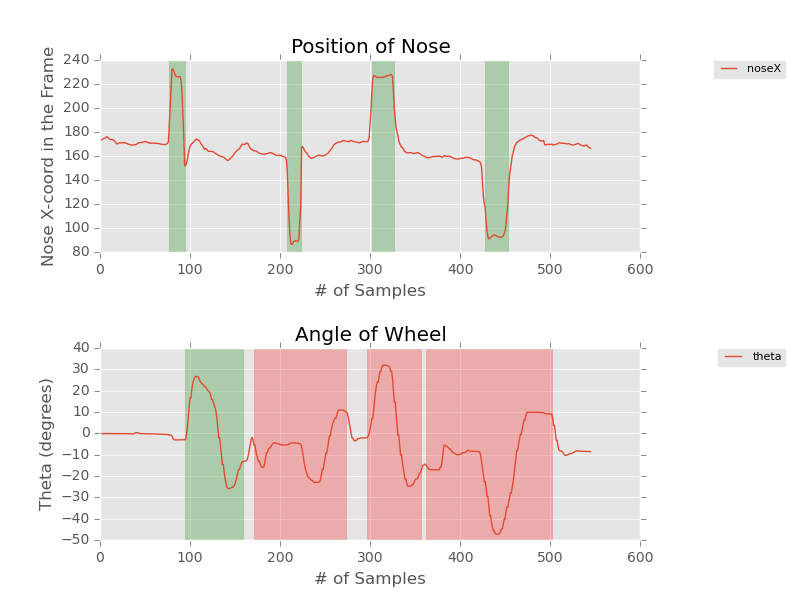 Position of Nose
Nose X-coord in the Frame
240
220
200
180
160
140
120
100
80
0 100 200 300 400 500 600
# of Samples
noseX
Angle of Wheel
Theta (degrees)
40
30
20
10
0
−10
−20
−30
−40
−50
0 100 200 300 400 500 600
# of Samples
theta